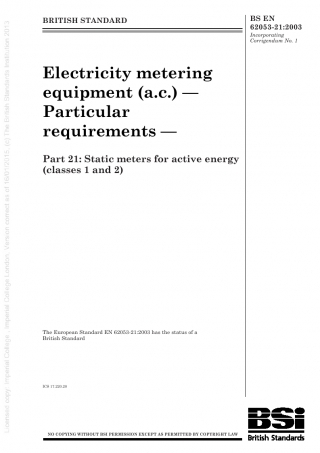 BRITISH STANDARD
BS EN
62053-21:2003
Incorporating
Corrigendum No. 1
Electricity metering
equipment (a.c.) —
Particular
requirements —
Part 21: Static meters for active energy
(classes 1 and 2)
The European Standard EN 62053-21:2003 has the status of a
British Standard
NO COPYING WITHOUT BSI PERMISSION EXCEPT AS PERMITTED BY COPYRIGHT LAW
BSi
British Standards